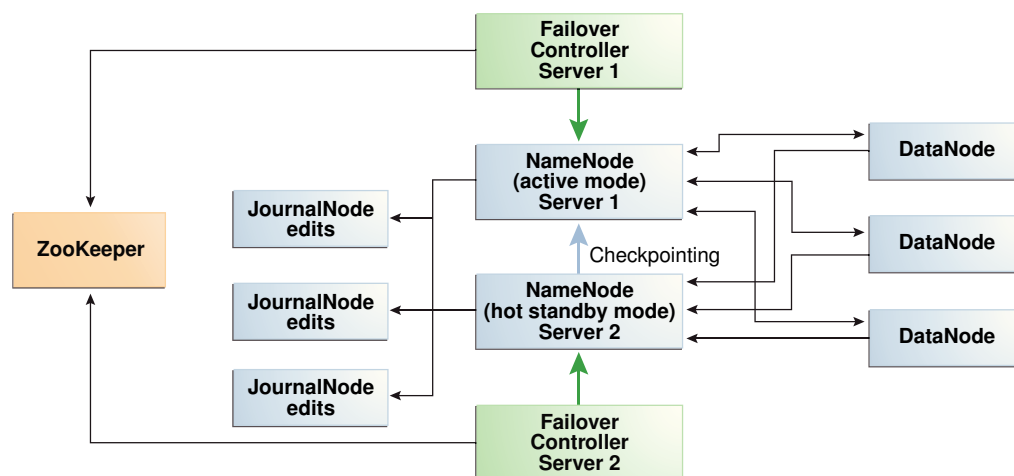 Failover
Controller
Server 1
NameNode
(active mode)
Server 1
DataNode
JournalNode
edits
ZooKeeper
DataNode
Checkpointing
NameNode
(hot standby mode)
Server 2
JournalNode
edits
DataNode
JournalNode
edits
Failover
Controller
Server 2